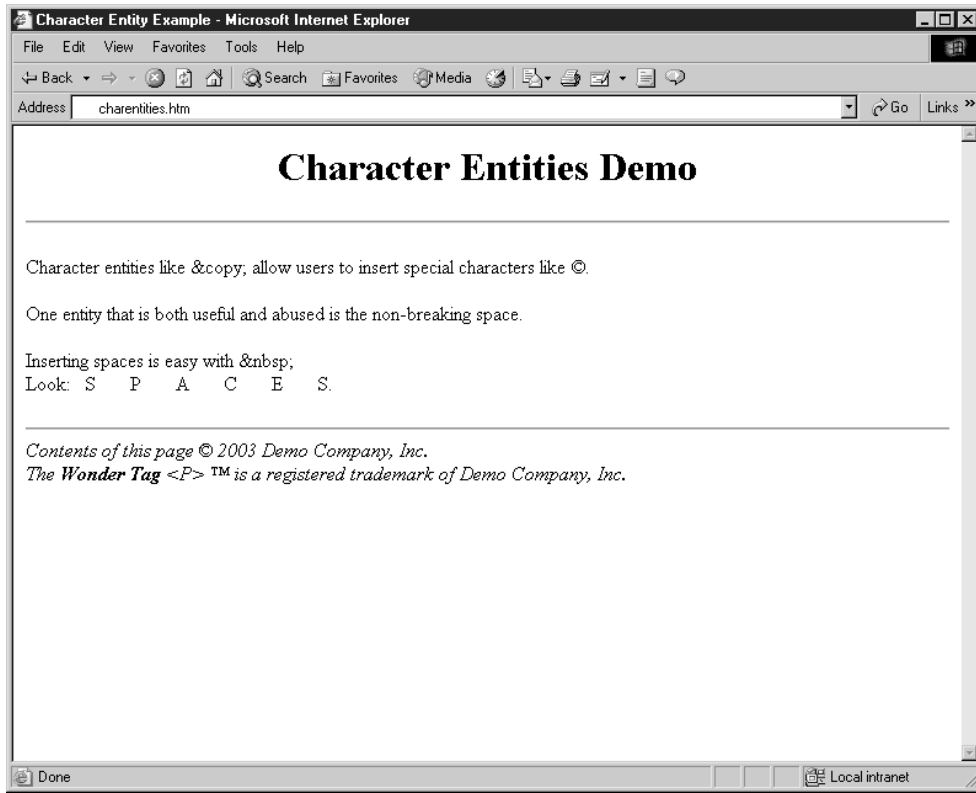 Character Entity Example - Microsoft Internet Explorer
File Edit View Favorites Tools Help
Back Search Favorites Media
Address charentities.htm Go Links »
Character Entities Demo
Character entities like &copy; allow users to insert special characters like ©.
One entity that is both useful and abused is the non-breaking space.
Inserting spaces is easy with &nbsp;
Look: S P A C E S.
Contents of this page © 2003 Demo Company, Inc.
The Wonder Tag <P> ™ is a registered trademark of Demo Company, Inc.
Done Local intranet